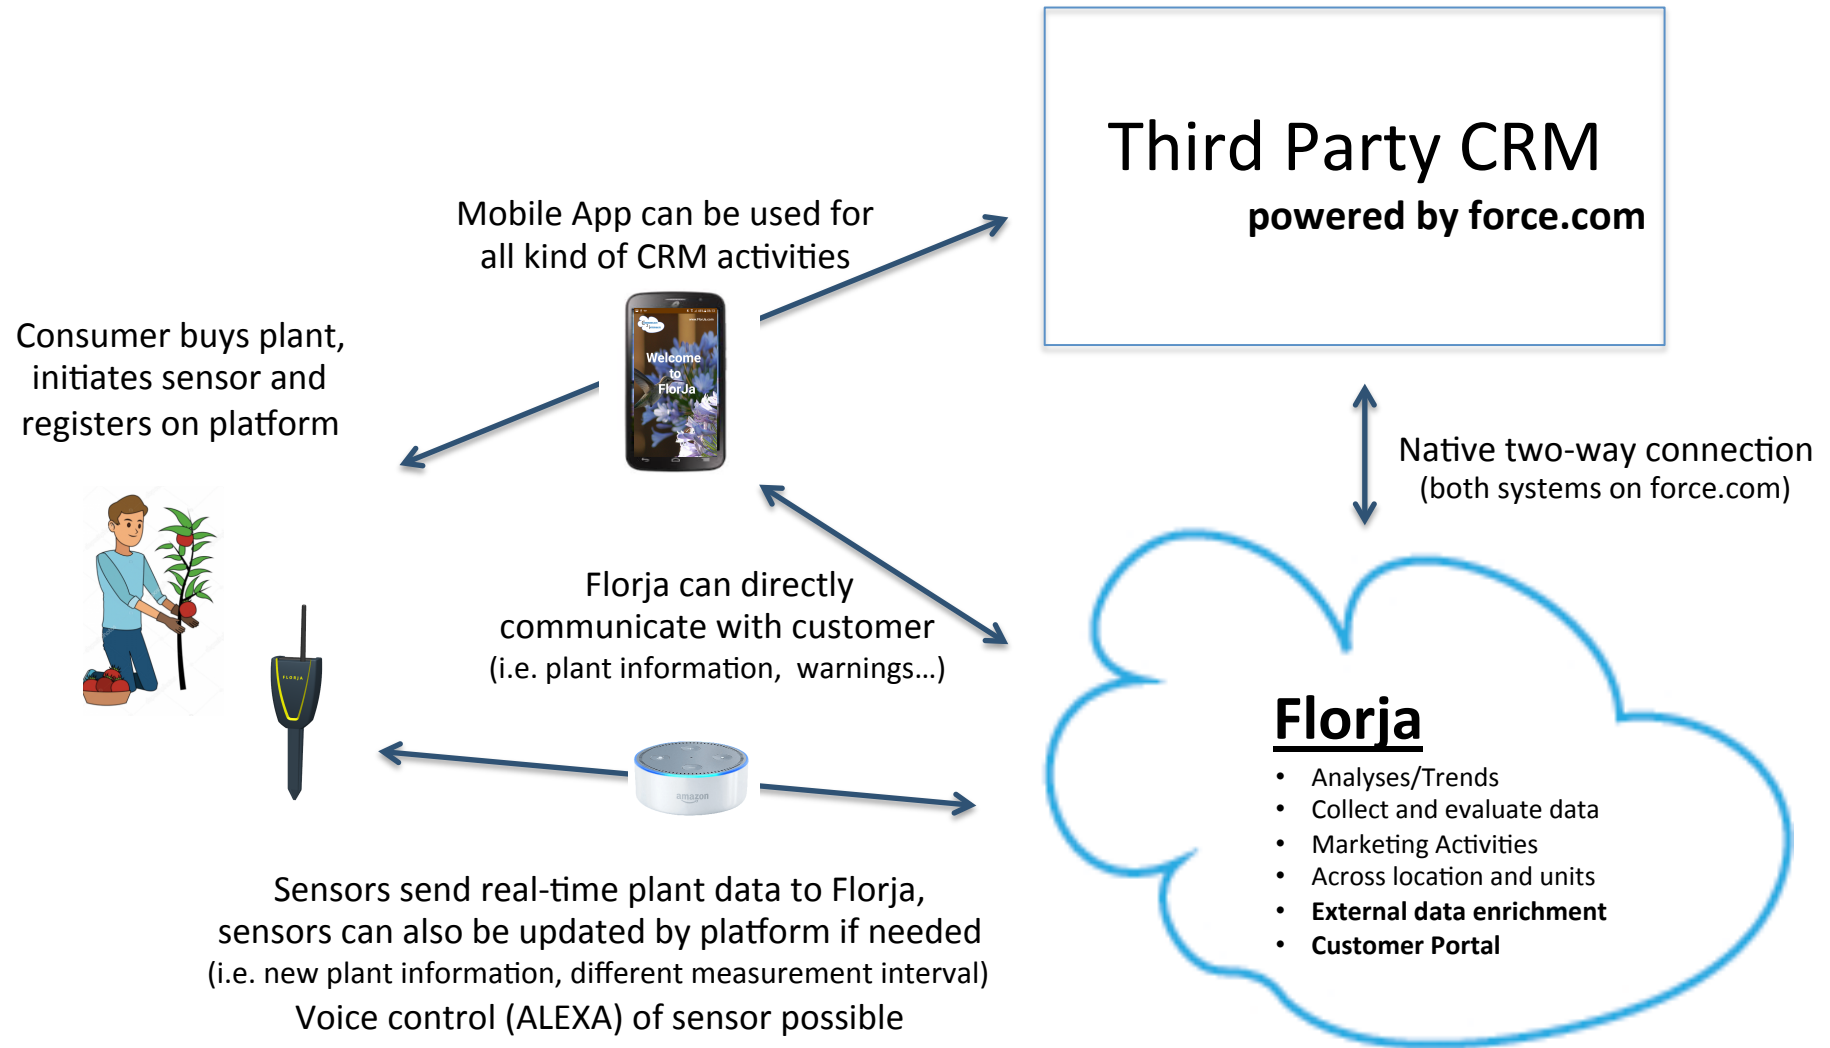 Third Party CRM
powered by force.com
Mobile App can be used for
all kind of CRM activities
Consumer buys plant,
initiates sensor and
registers on platform
www.FlorJa.com
Welcome
to
FlorJa
Native two-way connection
(both systems on force.com)
Florja can directly
communicate with customer
(i.e. plant information,  warnings...)
FLORJA
amazon
Florja
• Analyses/Trends
• Collect and evaluate data
• Marketing Activities
• Across location and units
• External data enrichment
• Customer Portal
Sensors send real-time plant data to Florja,
sensors can also be updated by platform if needed
(i.e. new plant information, different measurement interval)
Voice control (ALEXA) of sensor possible